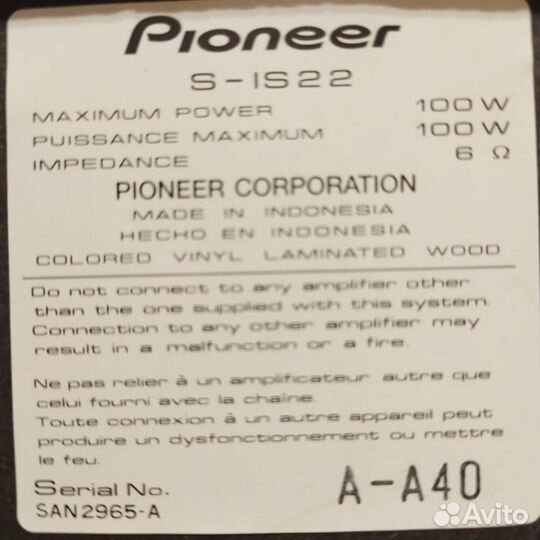 Pioneer
S-IS22
MAXIMUM POWER 100 W
PUISSANCE MAXIMUM 100 W
IMPEDANCE 6 Ω
PIONEER CORPORATION
MADE IN INDONESIA
HECHO EN INDONESIA
COLORED VINYL LAMINATED WOOD
Do not connect to any amplifier other
than the one supplied with this system.
Connection to any other amplifier may
result in a malfunction or a fire.
Ne pas relier à un amplificateur autre que
celui fourni avec la chaîne.
Toute connexion à un autre appareil peut
produire un dysfonctionnement ou mettre
le feu.
Serial No. A-A40
SAN2965-A
Avito